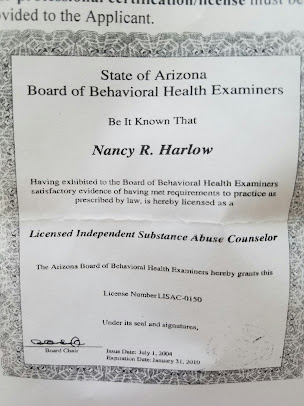 professional certification/license must be
vided to the Applicant.
State of Arizona
Board of Behavioral Health Examiners
Be It Known That
Nancy R. Harlow
Having exhibited to the Board of Behavioral Health Examiners
satisfactory evidence of having met requirements to practice as
prescribed by law, is hereby licensed as a
Licensed Independent Substance Abuse Counselor
The Arizona Board of Behavioral Health Examiners hereby grants this
License Number LISAC-0150
Under its seal and signatures,
Board Chair
Issue Date: July 1, 2004
Expiration Date: January 31, 2010